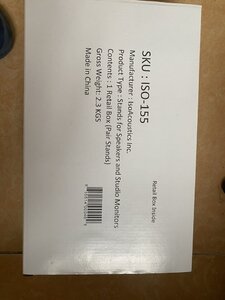 SKU : ISO-155
Manufacturer : IsoAcoustics Inc.
Product Type : Stands for Speakers and Studio Monitors
Contents : 1 Retail Box (Pair Stands)
Gross Weight: 2.3 KGS
Made in China
Retail Box Inside